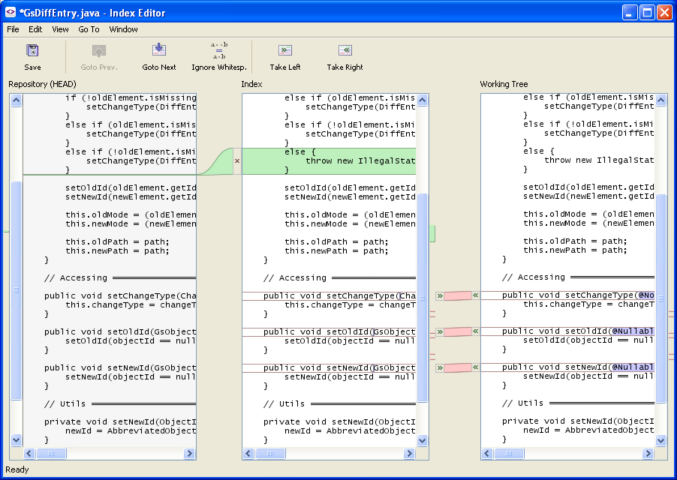 *GsDiffEntry.java - Index Editor
File Edit View Go To Window
Save Goto Prev. Goto Next Ignore Whitesp. Take Left Take Right
Repository (HEAD)
if (!oldElement.isMissing
setChangeType(DiffEnt
}
else if (oldElement.isMis
setChangeType(DiffEnt
}
else if (!oldElement.isMi
setChangeType(DiffEnt
}
setOldId(oldElement.getId
setNewId(newElement.getId
this.oldMode = (oldElemen
this.newMode = (newElemen
this.oldPath = path;
this.newPath = path;
}
// Accessing
public void setChangeType(Cha
this.changeType = changeT
}
public void setOldId(GsObject
setOldId(objectId == null
}
public void setNewId(GsObject
setNewId(objectId == null
}
// Utils
private void setNewId(ObjectI
newId = AbbreviatedObject
}
Index
else if (oldElement.isMis
setChangeType(DiffEnt
}
else if (!oldElement.isMi
setChangeType(DiffEnt
}
else {
throw new IllegalStat
}
setOldId(oldElement.getId
setNewId(newElement.getId
this.oldMode = (oldElemen
this.newMode = (newElemen
this.oldPath = path;
this.newPath = path;
}
// Accessing
public void setChangeType(Cha
this.changeType = changeT
}
public void setOldId(GsObject
setOldId(objectId == null
}
public void setNewId(GsObject
setNewId(objectId == null
}
// Utils
private void setNewId(ObjectI
newId = AbbreviatedObject
}
Working Tree
else if (oldElement.isMis
setChangeType(DiffEnt
}
else if (!oldElement.isMi
setChangeType(DiffEnt
}
else {
throw new IllegalStat
}
setOldId(oldElement.getId
setNewId(newElement.getId
this.oldMode = (oldElemen
this.newMode = (newElemen
this.oldPath = path;
this.newPath = path;
}
// Accessing
public void setChangeType(@No
this.changeType = changeT
}
public void setOldId(@Nullabl
setOldId(objectId == null
}
public void setNewId(@Nullabl
setNewId(objectId == null
}
// Utils
private void setNewId(ObjectI
newId = AbbreviatedObject
}
Ready